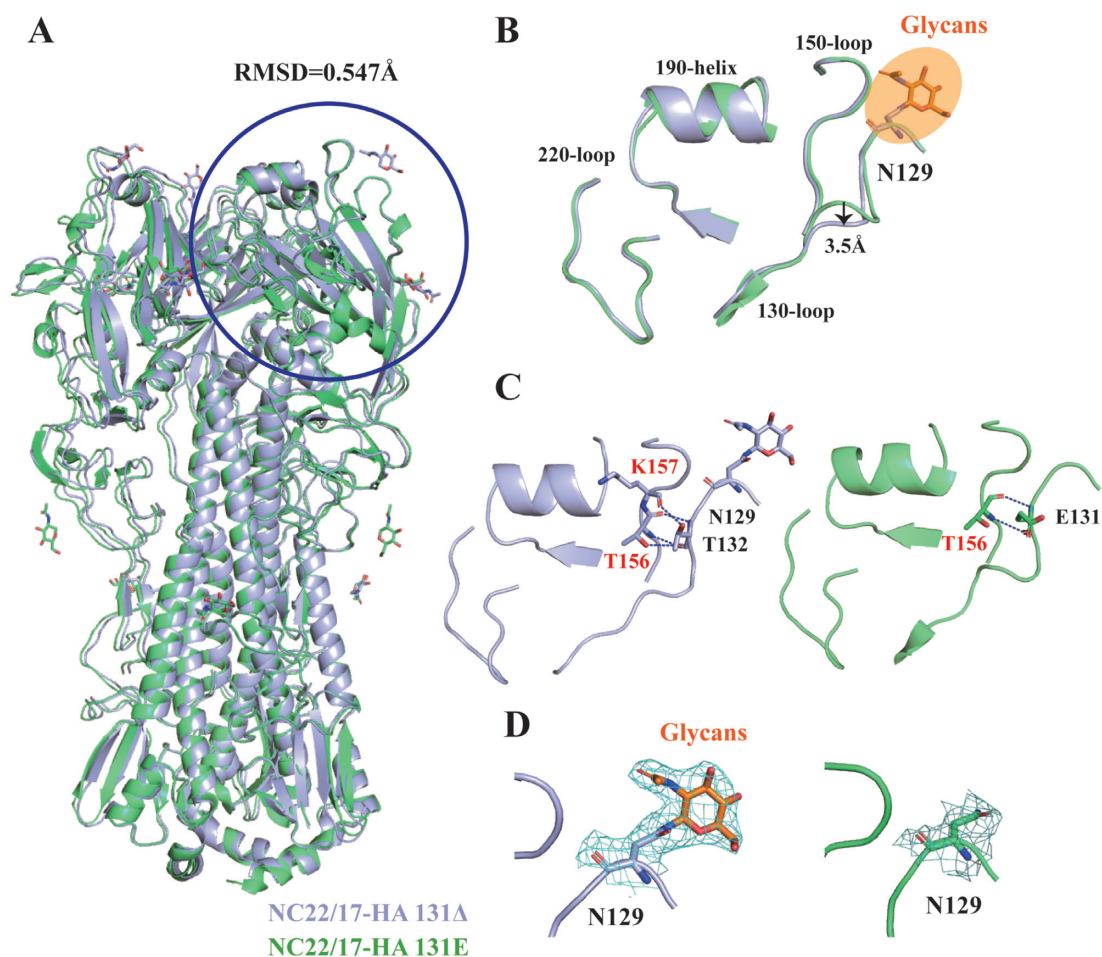 A
RMSD=0.547Å
NC22/17-HA 131Δ
NC22/17-HA 131E
B
Glycans
150-loop
190-helix
220-loop
N129
3.5Å
130-loop
C
K157
N129
T132
T156
E131
T156
D
Glycans
N129
N129